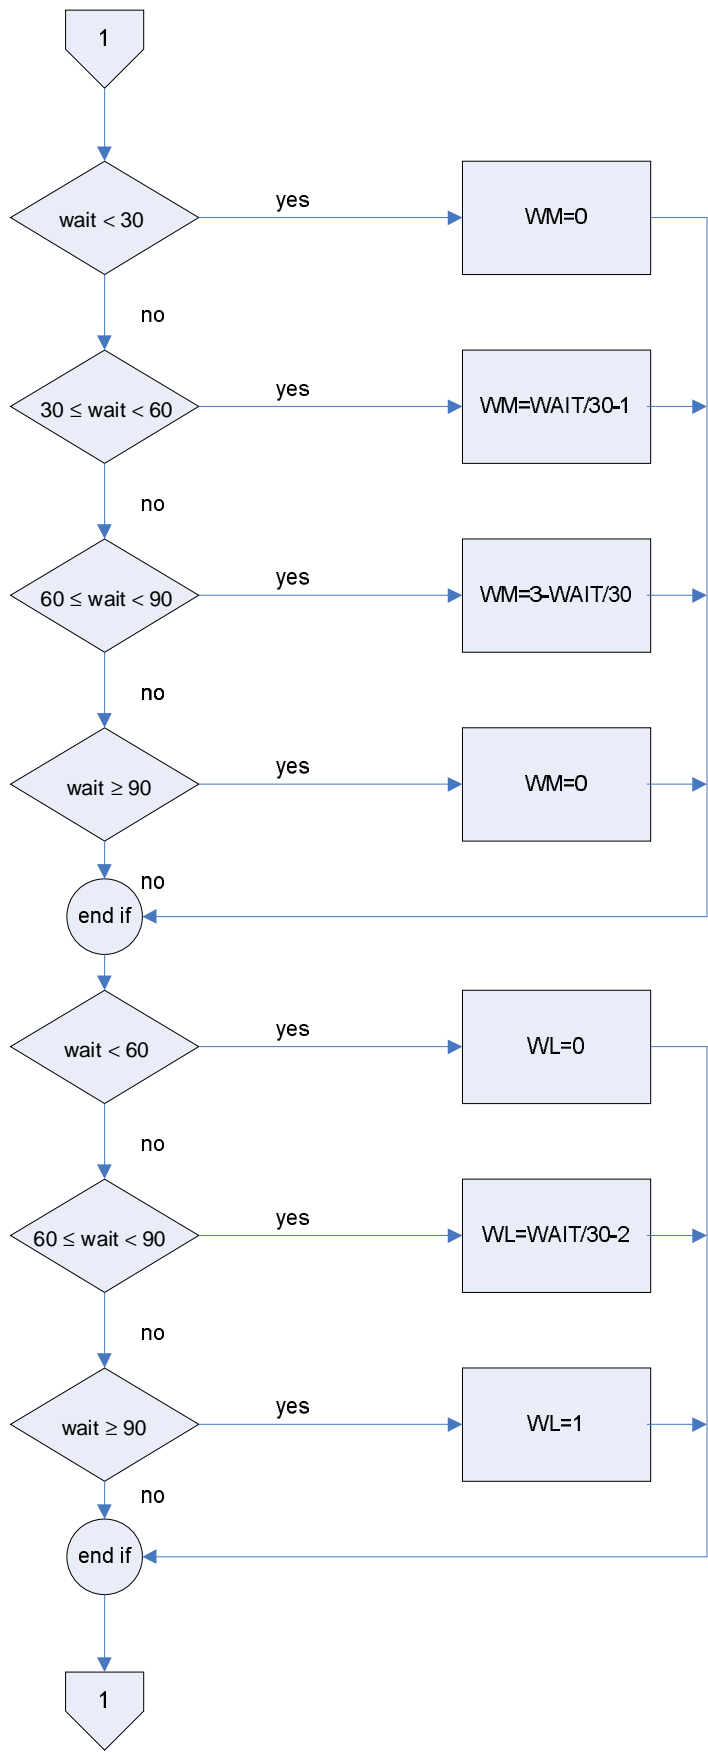 1
wait < 30
yes
WM=0
no
30 ≤ wait < 60
yes
WM=WAIT/30-1
no
60 ≤ wait < 90
yes
WM=3-WAIT/30
no
wait ≥ 90
yes
WM=0
no
end if
wait < 60
yes
WL=0
no
60 ≤ wait < 90
yes
WL=WAIT/30-2
no
wait ≥ 90
yes
WL=1
no
end if
1